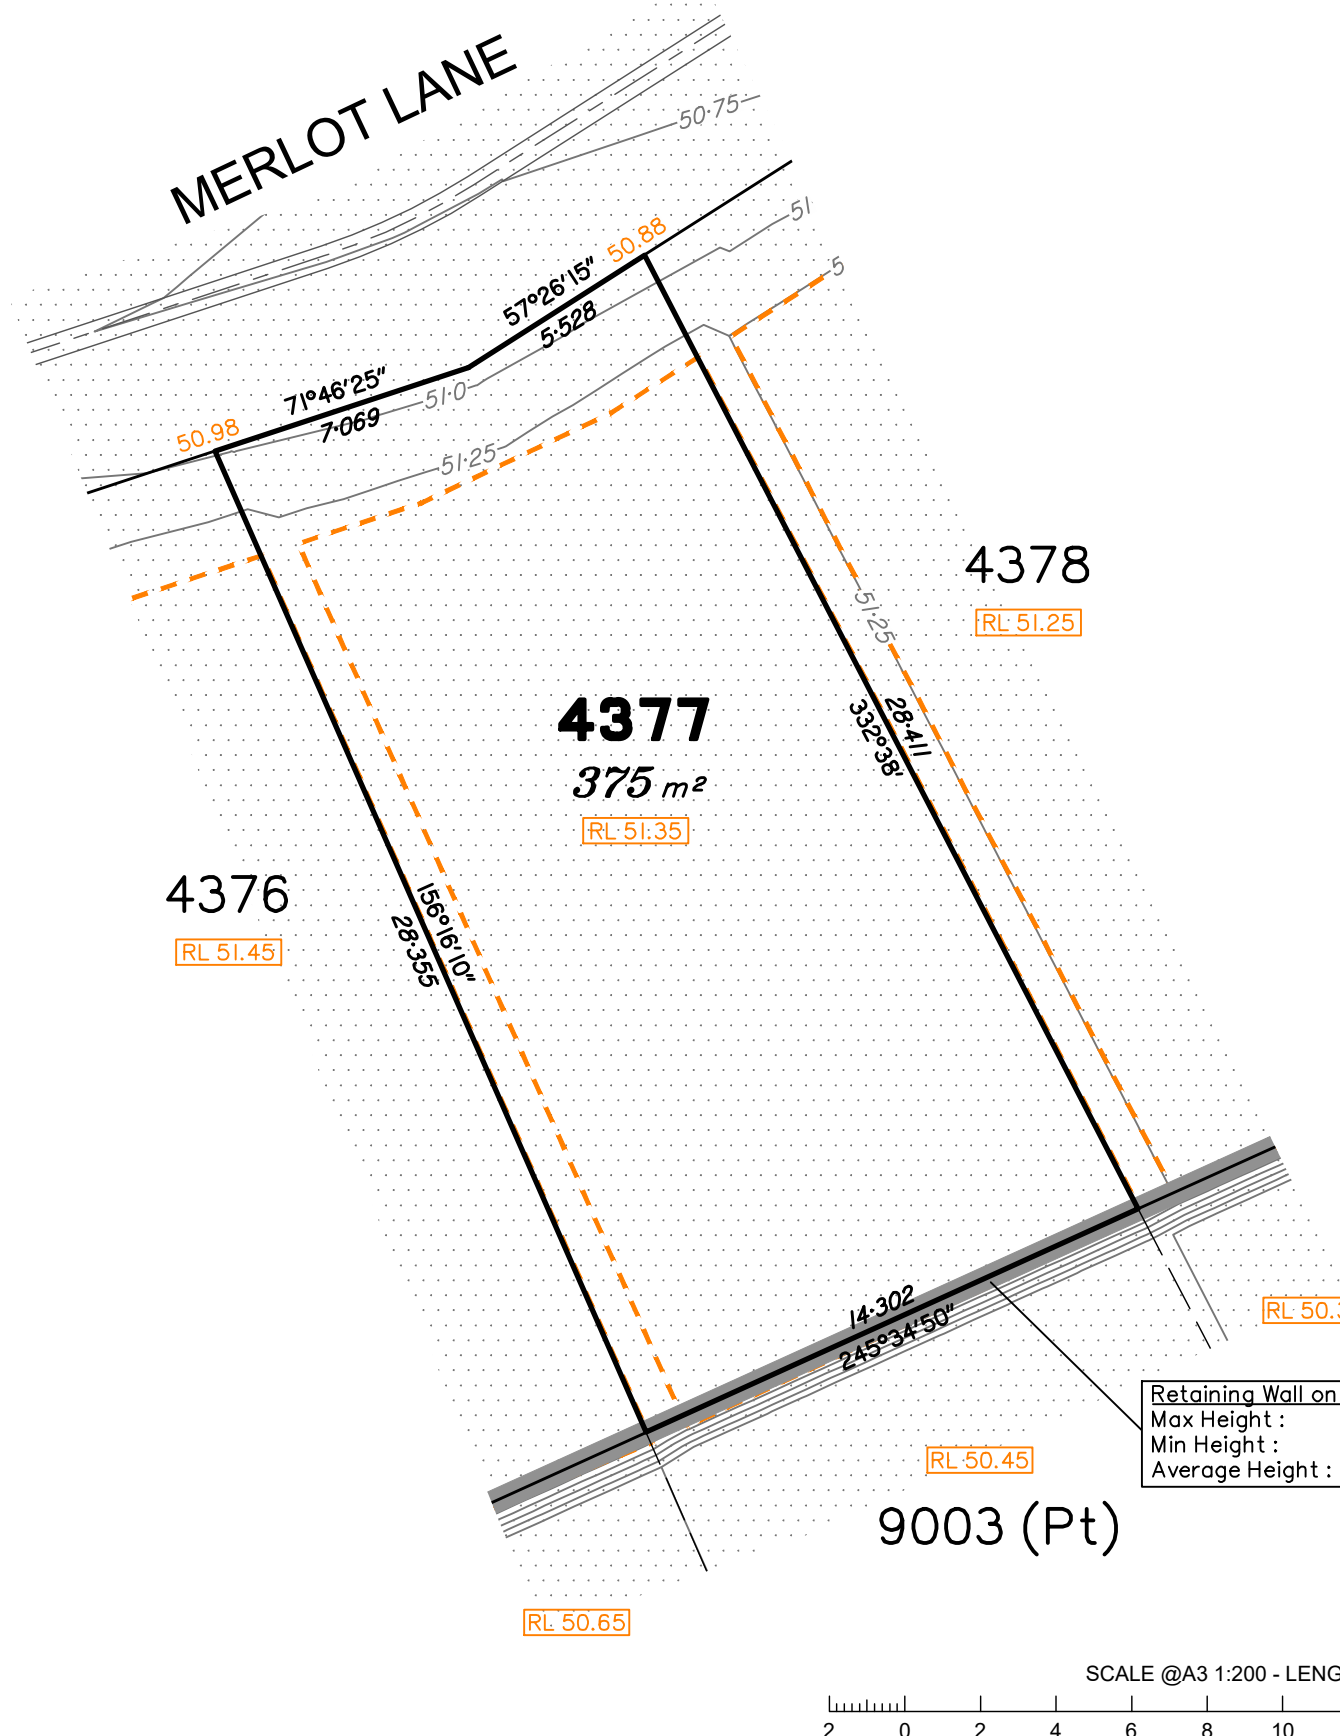 MERLOT LANE
50·75
51
5
50.88
57°26'15"
5·528
71°46'25"
7·069
51·0
50.98
51·25
4378
RL 51.25
51·25
4377
375 m²
RL 51.35
28·411
332°38'
4376
RL 51.45
156°16'10"
28·355
14·302
245°34'50"
RL 50.
Retaining Wall on
Max Height :
Min Height :
Average Height :
RL 50.45
9003 (Pt)
RL 50.65
SCALE @A3 1:200 - LENG
2 0 2 4 6 8 10